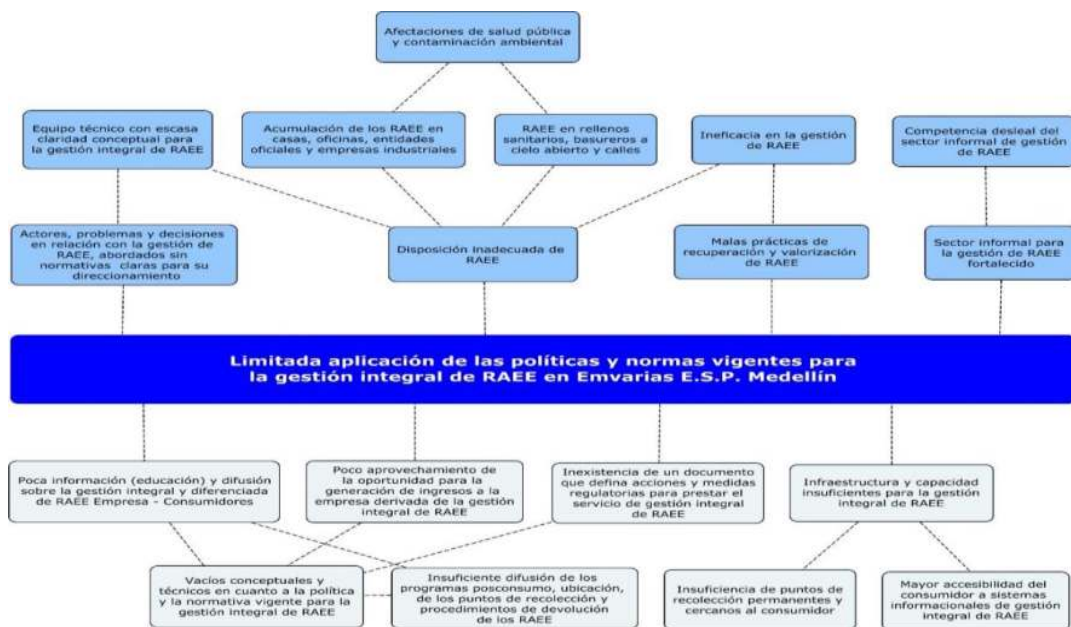 Afectaciones de salud pública
y contaminación ambiental
Equipo técnico con escasa
claridad conceptual para
la gestión integral de RAEE
Acumulación de los RAEE en
casas, oficinas, entidades
oficiales y empresas industriales
RAEE en rellenos
sanitarios, basureros a
cielo abierto y calles
Ineficacia en la gestión
de RAEE
Competencia desleal del
sector informal de gestión
de RAEE
Actores, problemas y decisiones
en relación con la gestión de
RAEE, abordados sin
normativas claras para su
direccionamiento
Disposición inadecuada de
RAEE
Malas prácticas de
recuperación y valorización
de RAEE
Sector informal para
la gestión de RAEE
fortalecido
Limitada aplicación de las políticas y normas vigentes para
la gestión integral de RAEE en Emvarias E.S.P. Medellín
Poca información (educación) y difusión
sobre la gestión integral y diferenciada
de RAEE Empresa - Consumidores
Poco aprovechamiento de
la oportunidad para la
generación de ingresos a la
empresa derivada de la gestión
integral de RAEE
Inexistencia de un documento
que defina acciones y medidas
regulatorias para prestar el
servicio de gestión integral
de RAEE
Infraestructura y capacidad
insuficientes para la gestión
integral de RAEE
Vacíos conceptuales y
técnicos en cuanto a la política
y la normativa vigente para la
gestión integral de RAEE
Insuficiente difusión de los
programas posconsumo, ubicación,
de los puntos de recolección y
procedimientos de devolución
de los RAEE
Insuficiencia de puntos de
recolección permanentes y
cercanos al consumidor
Mayor accesibilidad del
consumidor a sistemas
informacionales de gestión
integral de RAEE